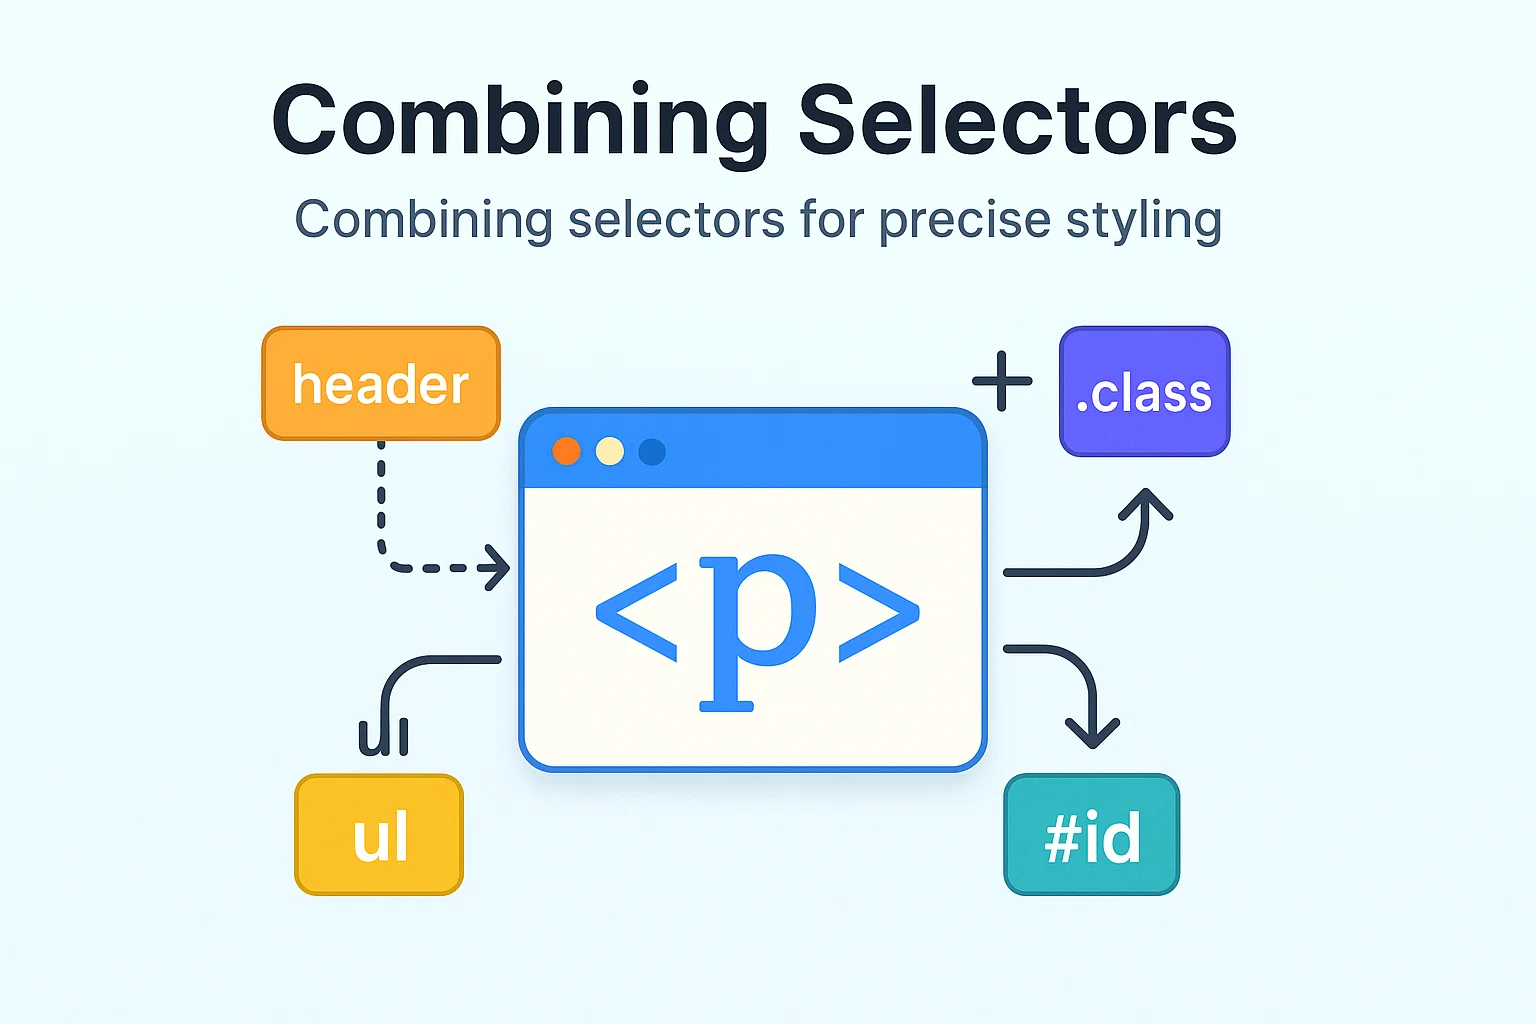 Combining Selectors
Combining selectors for precise styling
header
+
.class
<p>
ul
ul
#id